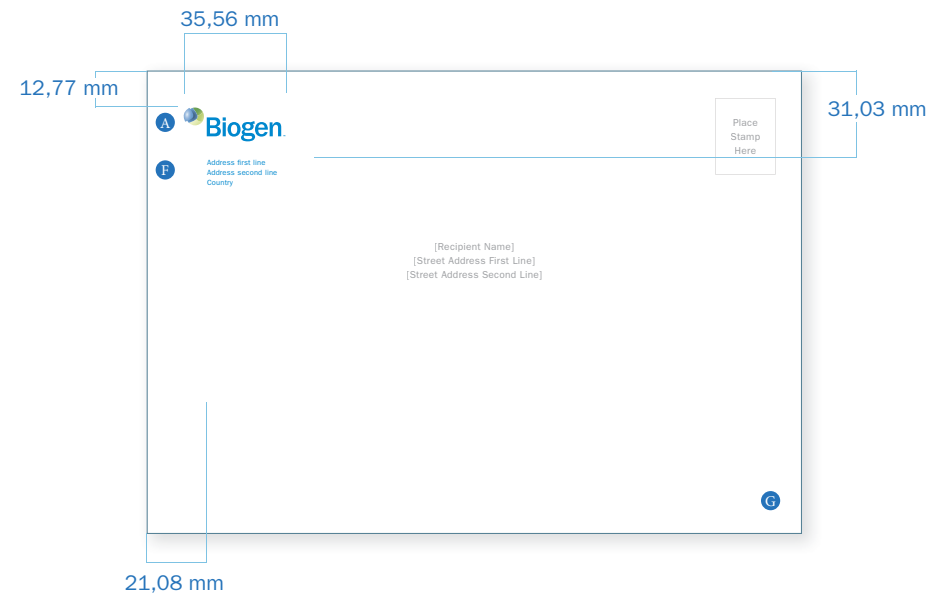 35,56 mm
12,77 mm
31,03 mm
A
Biogen
Place
Stamp
Here
F
Address first line
Address second line
Country
[Recipient Name]
[Street Address First Line]
[Street Address Second Line]
G
21,08 mm